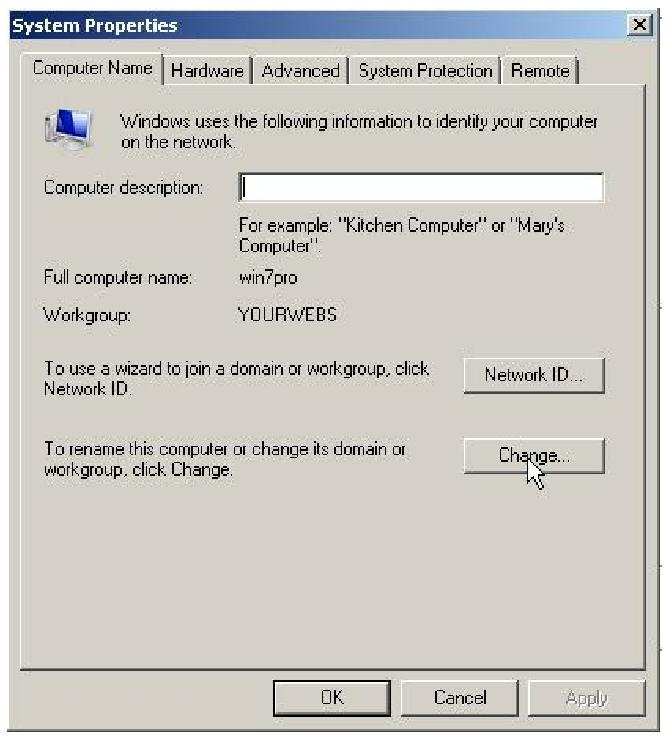 System Properties
Computer Name Hardware Advanced System Protection Remote
Windows uses the following information to identify your computer
on the network.
Computer description:
For example: "Kitchen Computer" or "Mary's
Computer".
Full computer name: win7pro
Workgroup: YOURWEBS
To use a wizard to join a domain or workgroup, click
Network ID.
Network ID...
To rename this computer or change its domain or
workgroup, click Change.
Change...
OK Cancel Apply